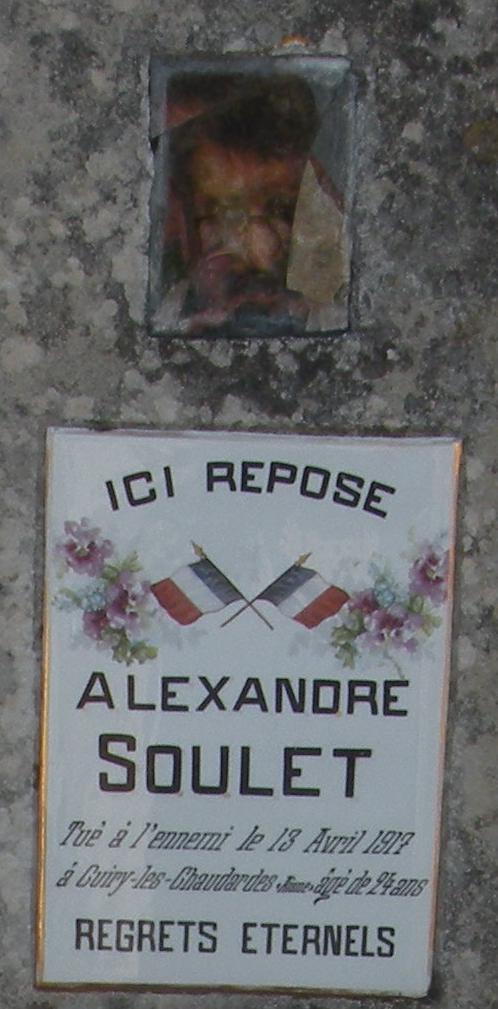 ICI REPOSE
ALEXANDRE
SOULET
Tué à l'ennemi le 13 Avril 1917
à Cuiry-les-Chaudardes âgé de 24 ans
REGRETS ETERNELS